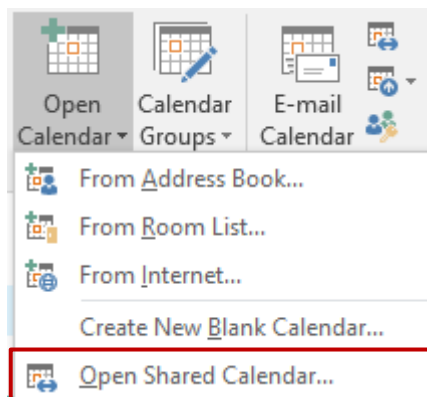 Open Calendar
Calendar Groups
E-mail Calendar
From Address Book...
From Room List...
From Internet...
Create New Blank Calendar...
Open Shared Calendar...